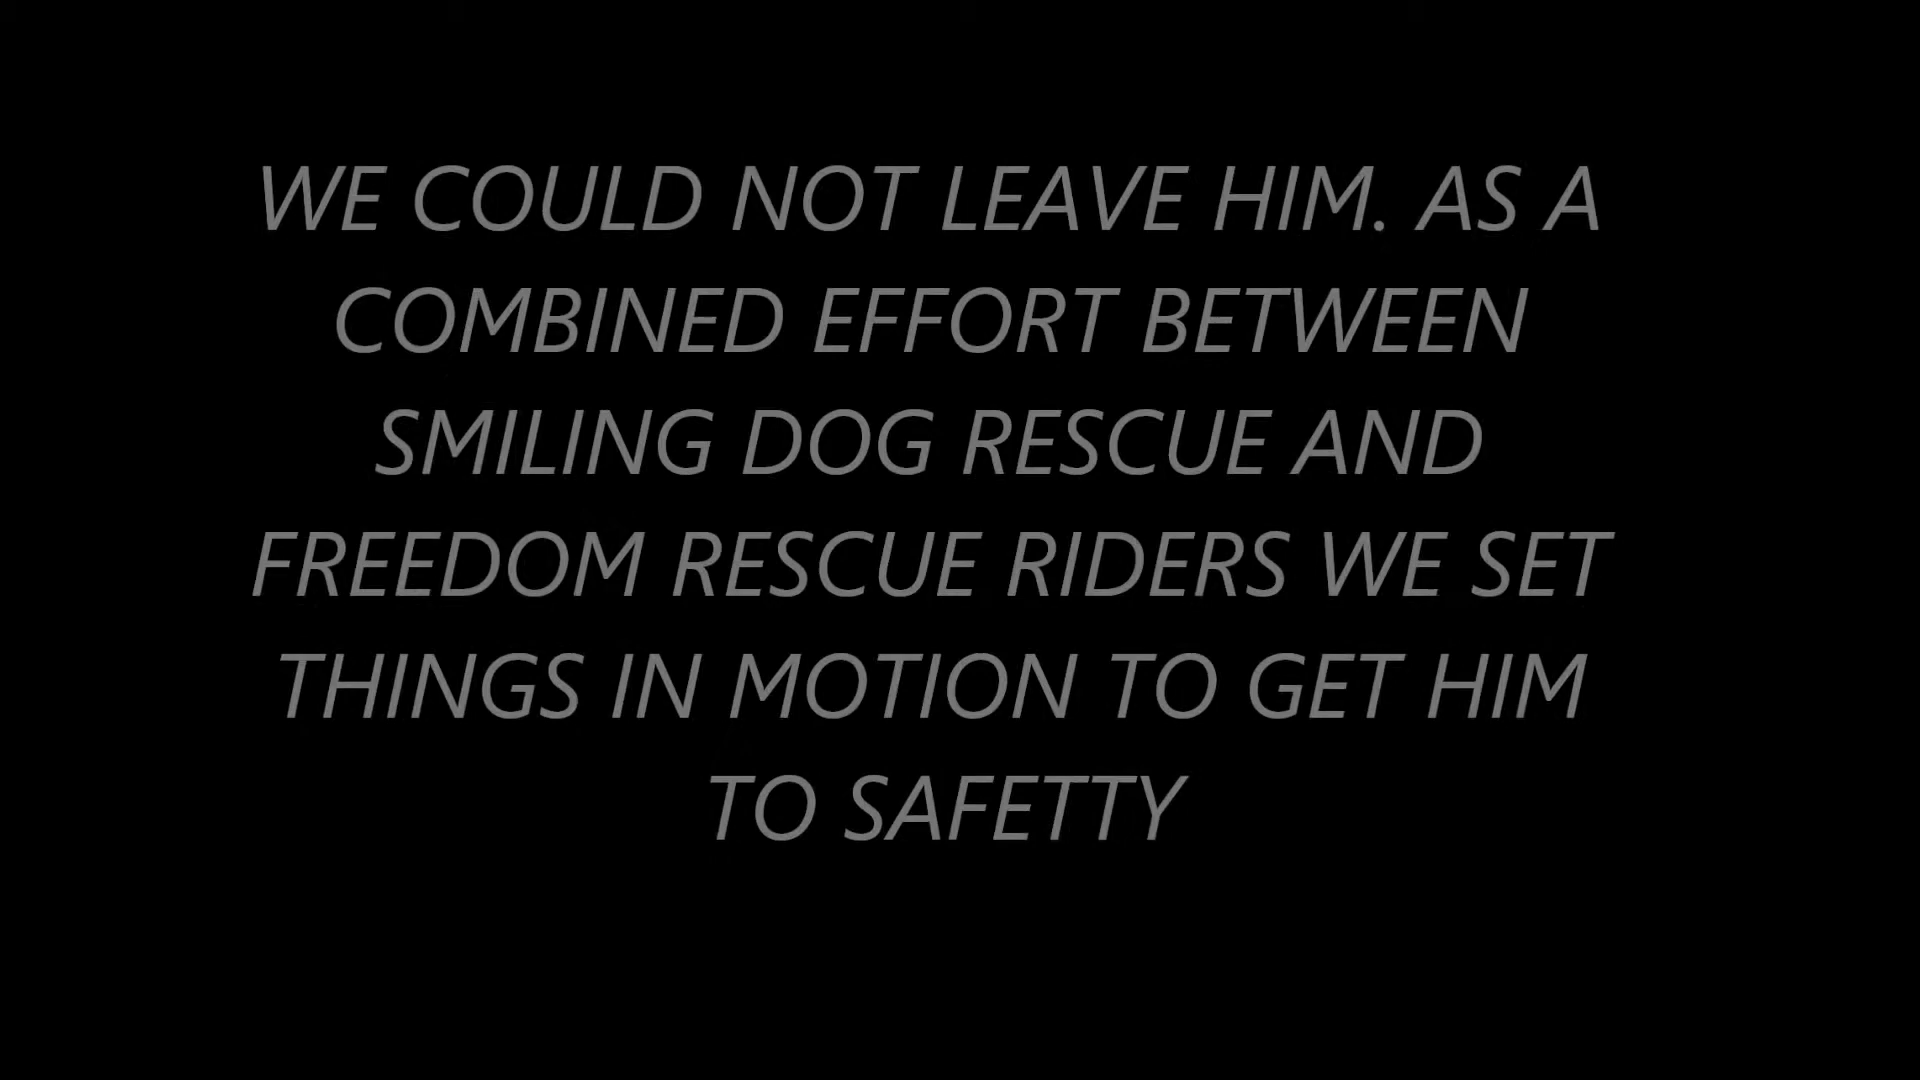 WE COULD NOT LEAVE HIM. AS A
COMBINED EFFORT BETWEEN
SMILING DOG RESCUE AND
FREEDOM RESCUE RIDERS WE SET
THINGS IN MOTION TO GET HIM
TO SAFETTY